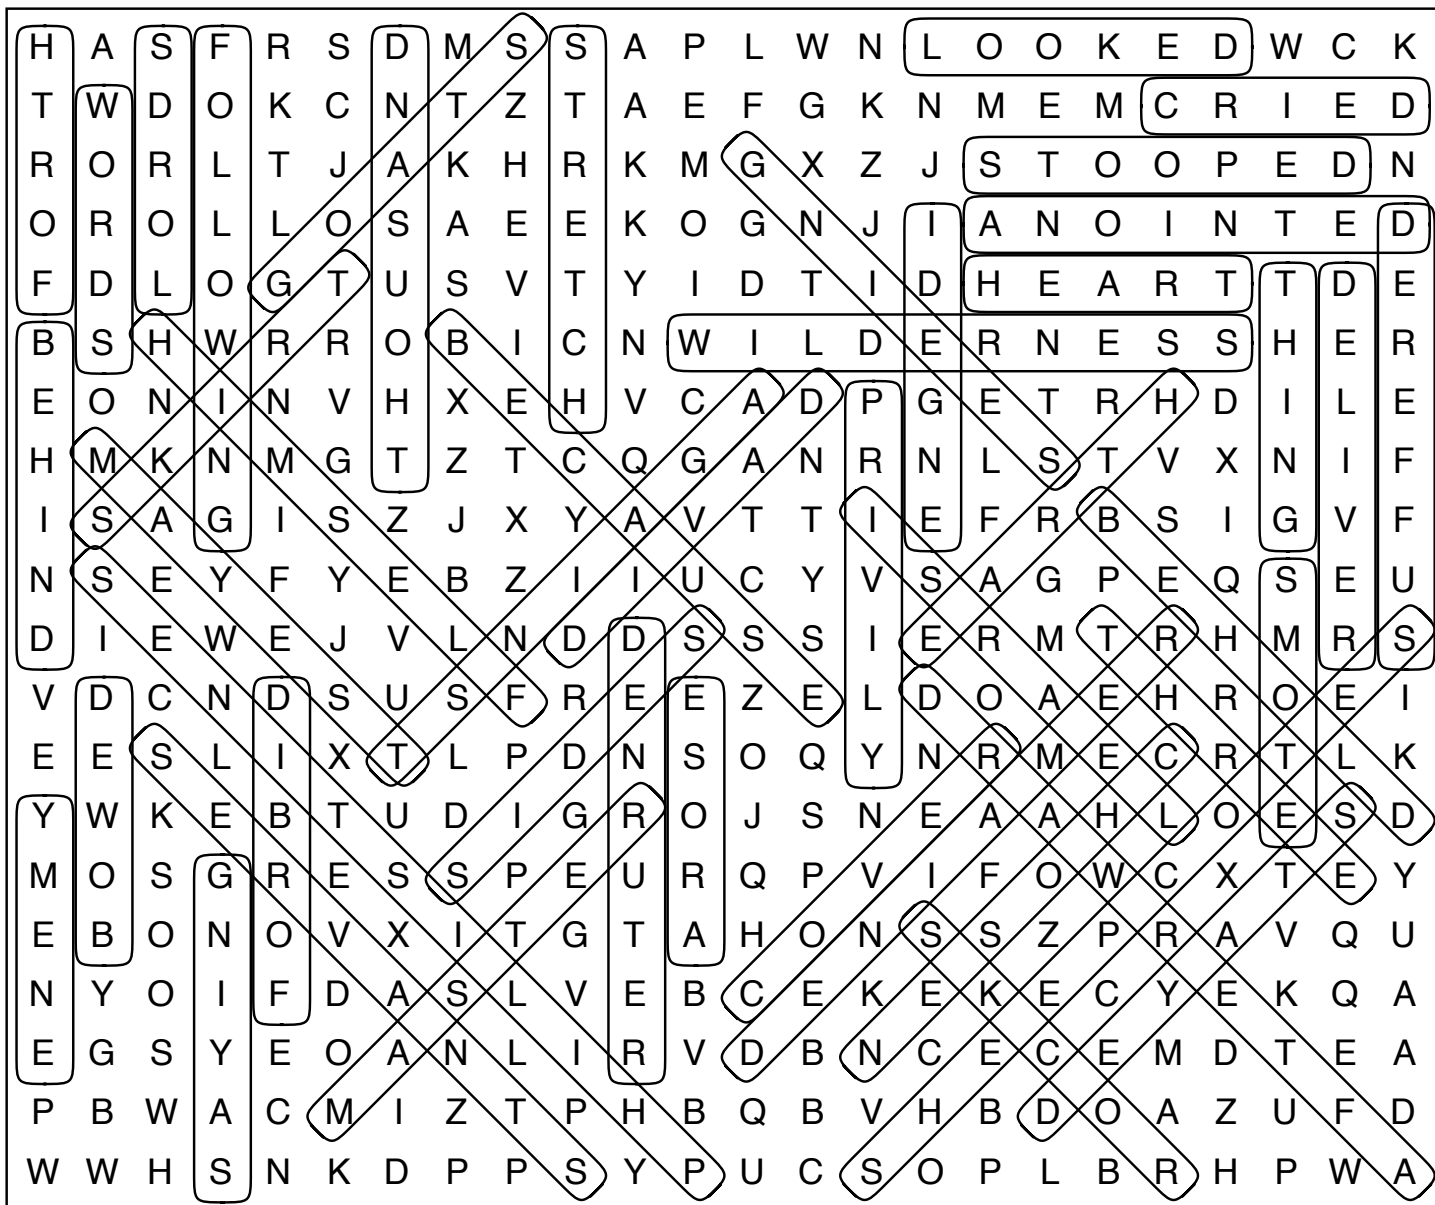 H A S F R S D M S S A P L W N L O O K E D W C K
T W D O K C N T Z T A E F G K N M E M C R I E D
R O R L T J A K H R K M G X Z J S T O O P E D N
O R O L L O S A E E K O G N J I A N O I N T E D
F D L O G T U S V T Y I D T I D H E A R T T D E
B S H W R R O B I C N W I L D E R N E S S H E R
E O N I N V H X E H V C A D P G E T R H D I L E
H M K N M G T Z T C Q G A N R N L S T V X N I F
I S A G I S Z J X Y A V T T I E F R B S I G V F
N S E Y F Y E B Z I I U C Y V S A G P E Q S E U
D I E W E J V L N D D S S S I E R M T R H M R S
V D C N D S U S F R E E Z E L D O A E H R O E I
E E S L I X T L P D N S O Q Y N R M E C R T L K
Y W K E B T U D I G R O J S N E A A H L O E S D
M O S G R E S S P E U R Q P V I F O W C X T E Y
E B O N O V X I T G T A H O N S S Z P R A V Q U
N Y O I F D A S L V E B C E K E K E C Y E K Q A
E G S Y E O A N L I R V D B N C E C E M D T E A
P B W A C M I Z T P H B Q B V H B D O A Z U F D
W W H S N K D P P S Y P U C S O P L B R H P W A